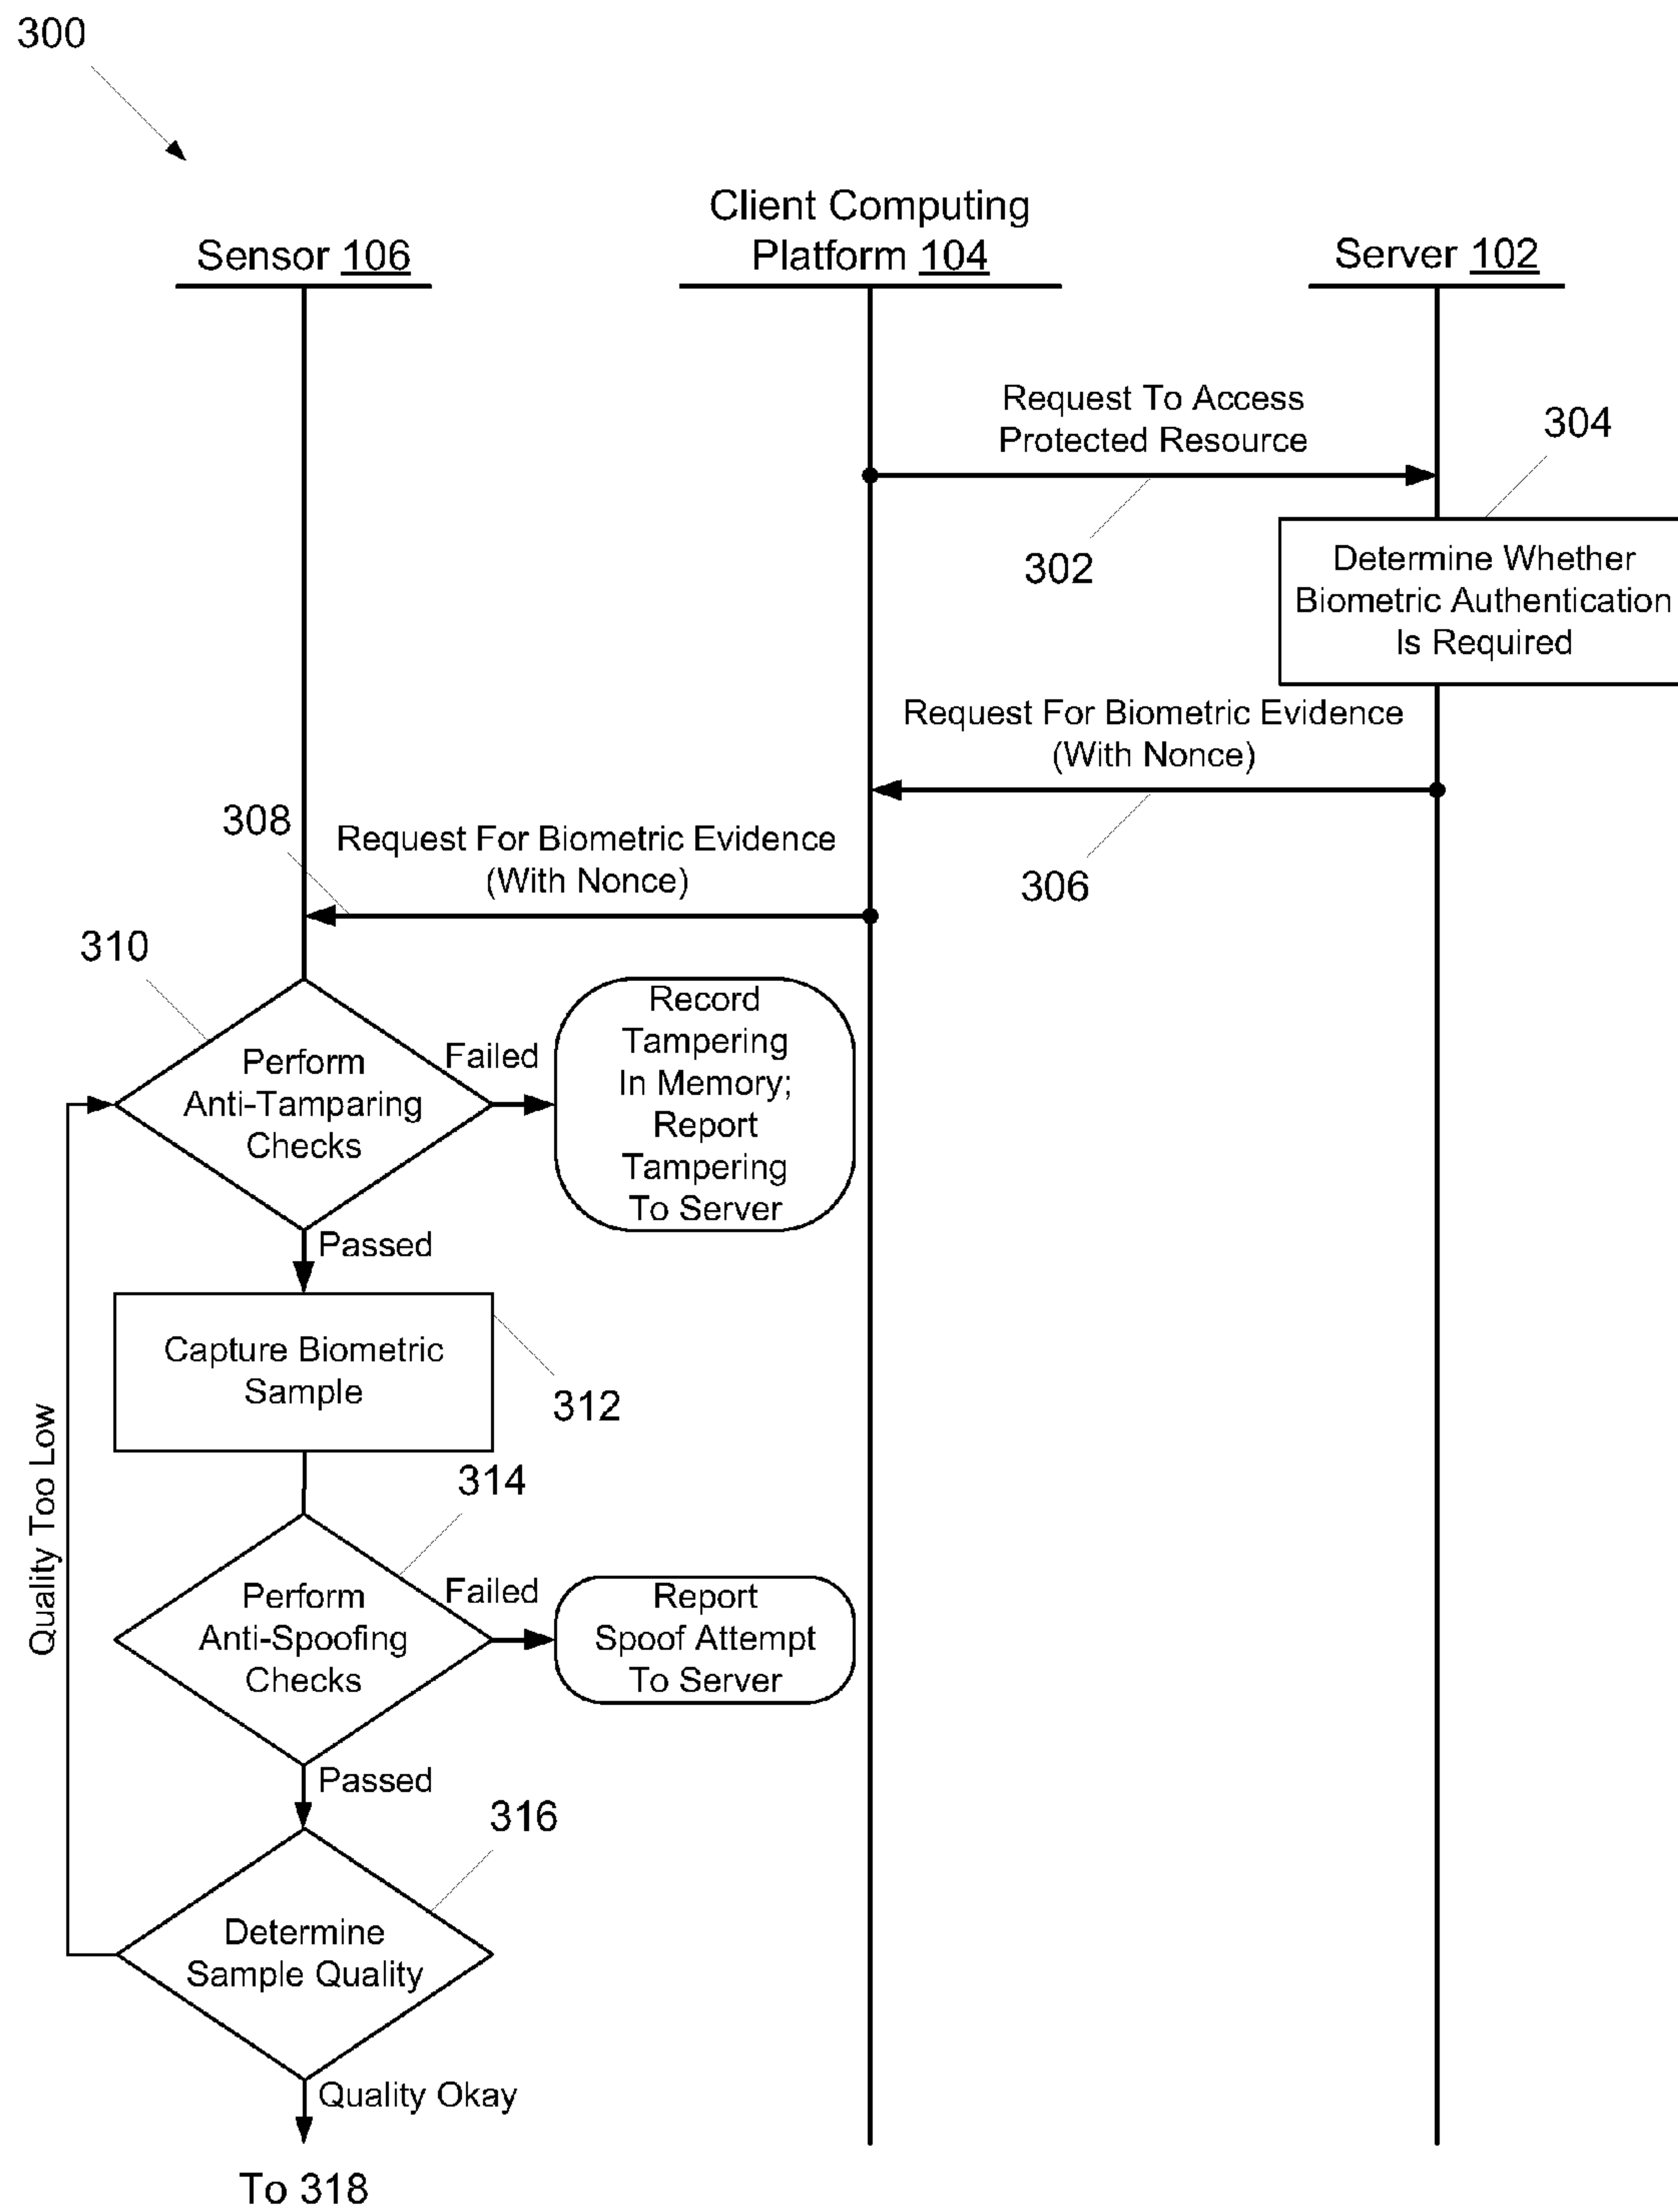 300
Client Computing
Sensor 106
Platform 104
Server 102
Request To Access
Protected Resource
304
302
Determine Whether
Biometric Authentication
Is Required
Request For Biometric Evidence
(With Nonce)
306
308
Request For Biometric Evidence
(With Nonce)
310
Perform
Anti-Tamparing
Checks
Failed
Record
Tampering
In Memory;
Report
Tampering
To Server
Passed
Capture Biometric
Sample
312
Quality Too Low
314
Perform
Anti-Spoofing
Checks
Failed
Report
Spoof Attempt
To Server
Passed
316
Determine
Sample Quality
Quality Okay
To 318